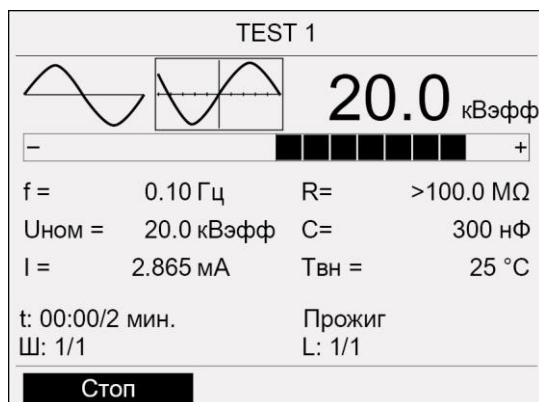 TEST 1
20.0 кВэфф
– +
f = 0.10 Гц R= >100.0 MΩ
Uном = 20.0 кВэфф C= 300 нФ
I = 2.865 мА Tвн = 25 °C
t: 00:00/2 мин. Прожиг
Ш: 1/1 L: 1/1
Стоп